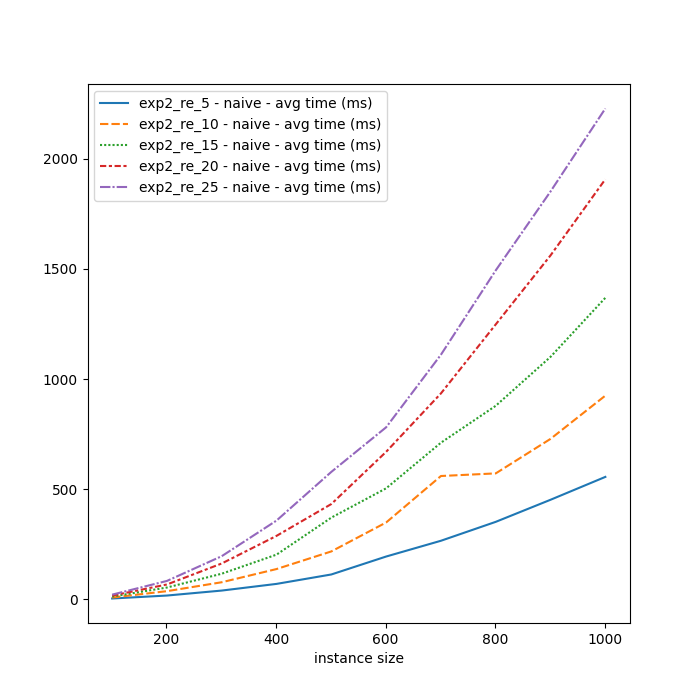 exp2_re_5 - naive - avg time (ms)
exp2_re_10 - naive - avg time (ms)
exp2_re_15 - naive - avg time (ms)
exp2_re_20 - naive - avg time (ms)
exp2_re_25 - naive - avg time (ms)
2000
1500
1000
500
0
200 400 600 800 1000
instance size